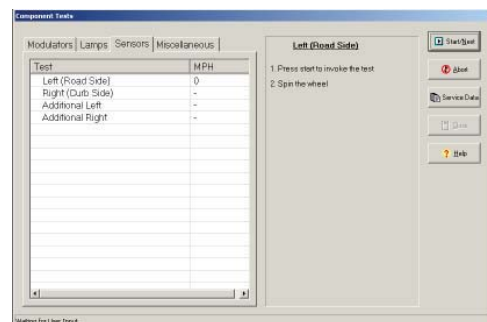 Component Tests
Modulators Lamps Sensors Miscellaneous
Test MPH
Left (Road Side) 0
Right (Curb Side) -
Additional Left -
Additional Right -
Left (Road Side)
1. Press start to invoke the test
2. Spin the wheel
Start/Next
Abort
Service Data
Help
Waiting for User Input